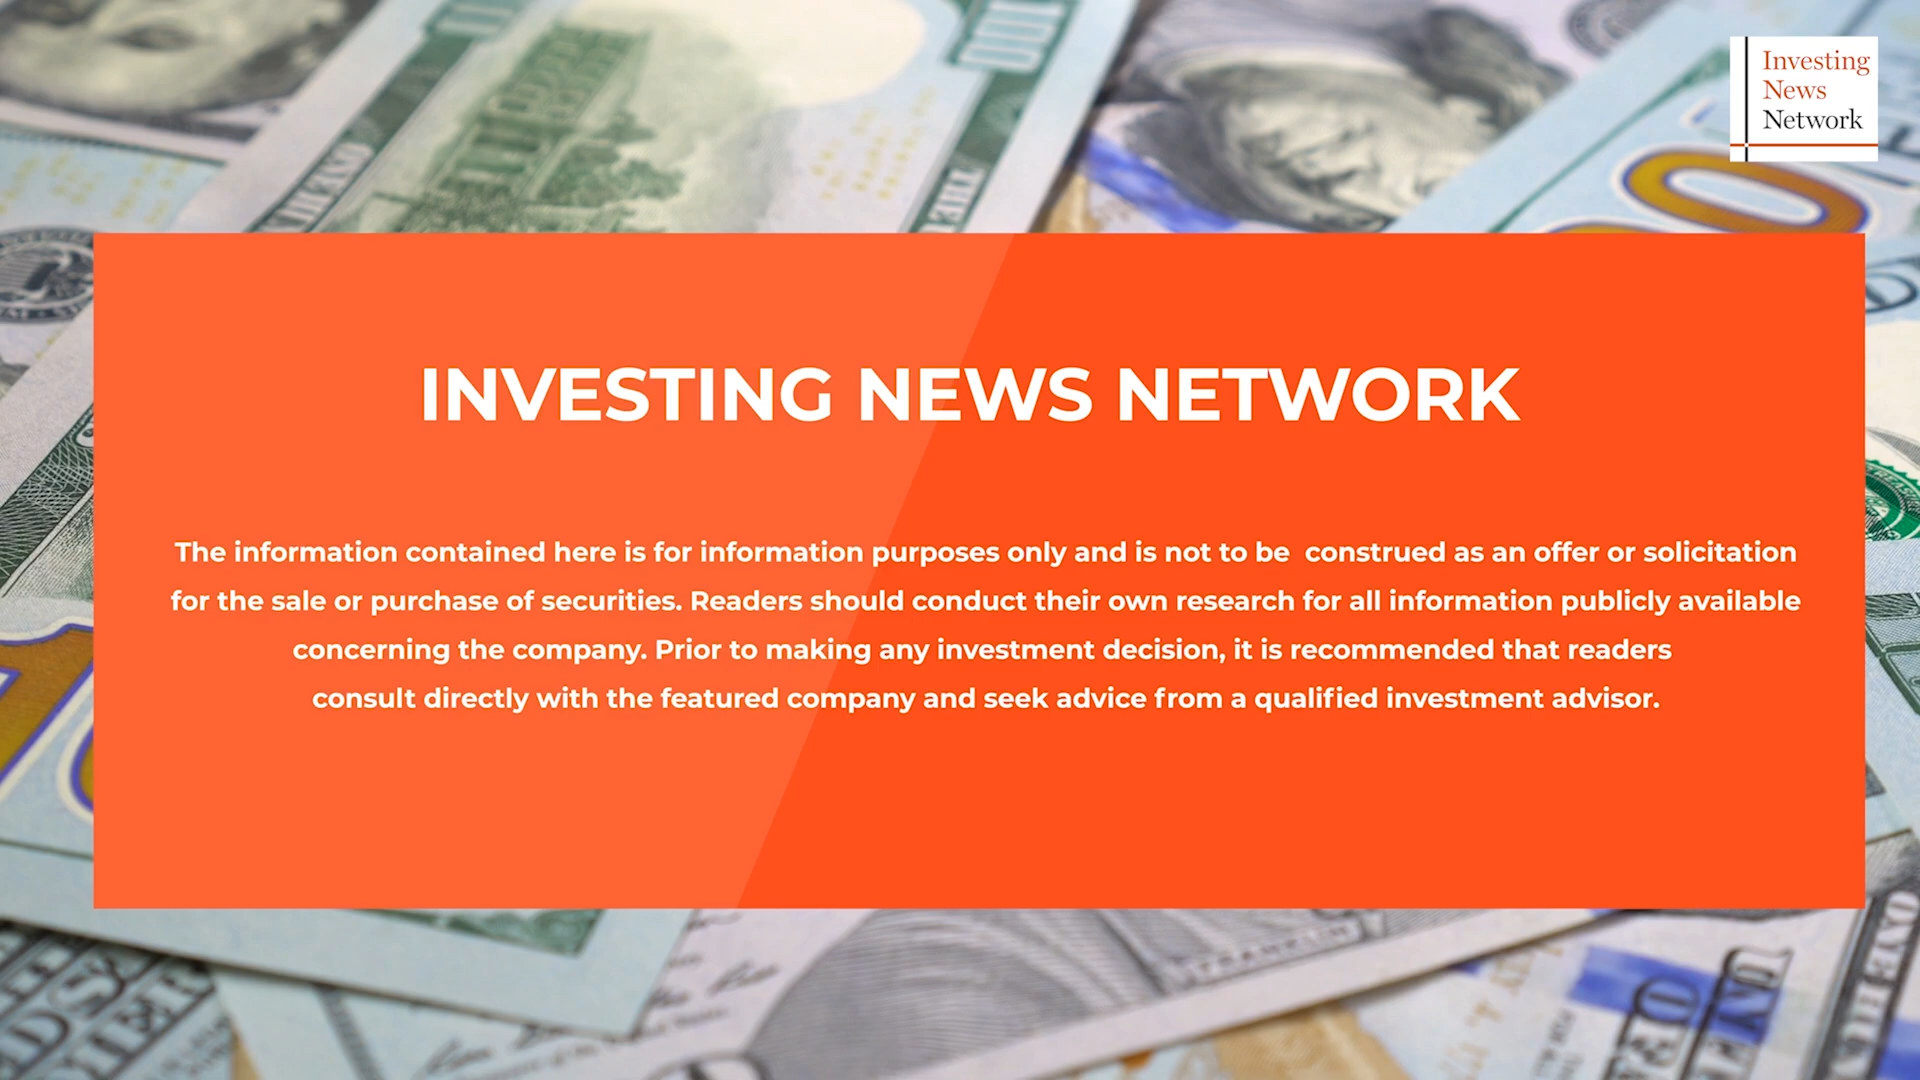 Investing
News
Network
INVESTING NEWS NETWORK
The information contained here is for information purposes only and is not to be  construed as an offer or solicitation
for the sale or purchase of securities. Readers should conduct their own research for all information publicly available
concerning the company. Prior to making any investment decision, it is recommended that readers
consult directly with the featured company and seek advice from a qualified investment advisor.
100
THE
FRANKLIN